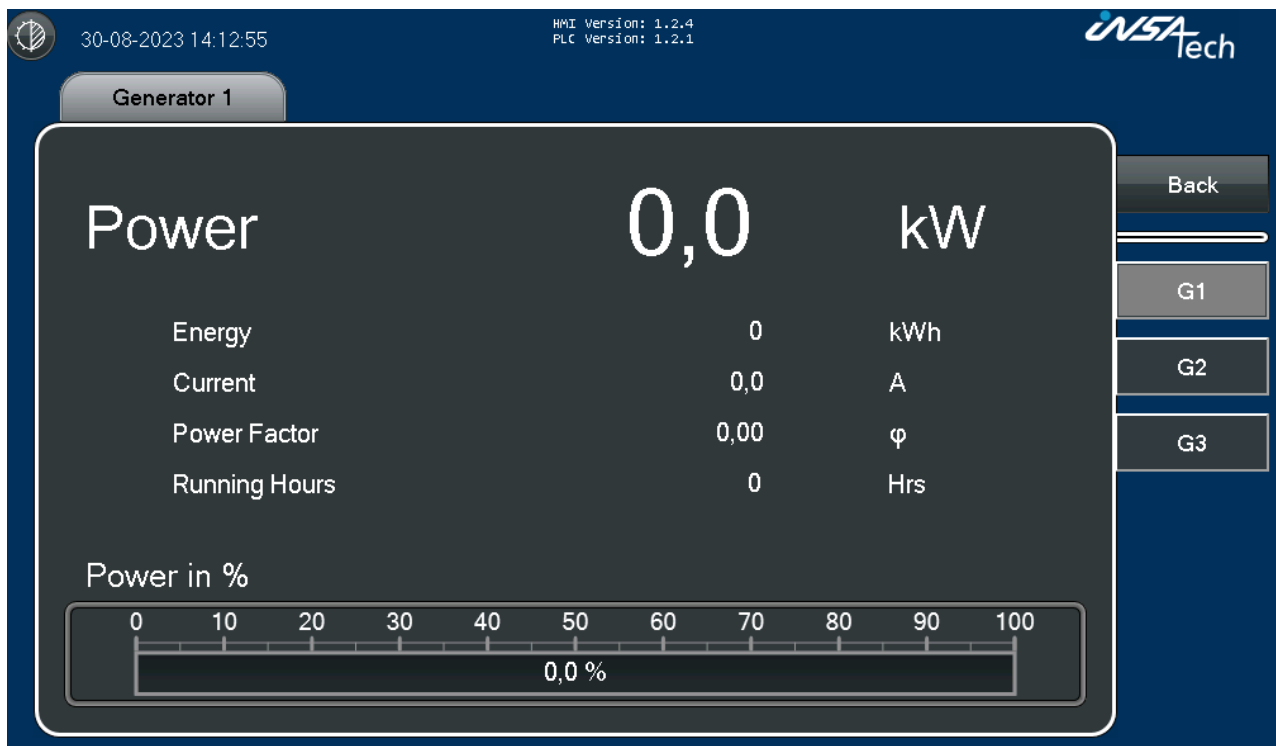 30-08-2023 14:12:55
HMI Version: 1.2.4
PLC Version: 1.2.1
iNSATech
Generator 1
Back
Power 0,0 kW
G1
Energy 0 kWh
G2
Current 0,0 A
Power Factor 0,00 φ
G3
Running Hours 0 Hrs
Power in %
0 10 20 30 40 50 60 70 80 90 100
0,0 %